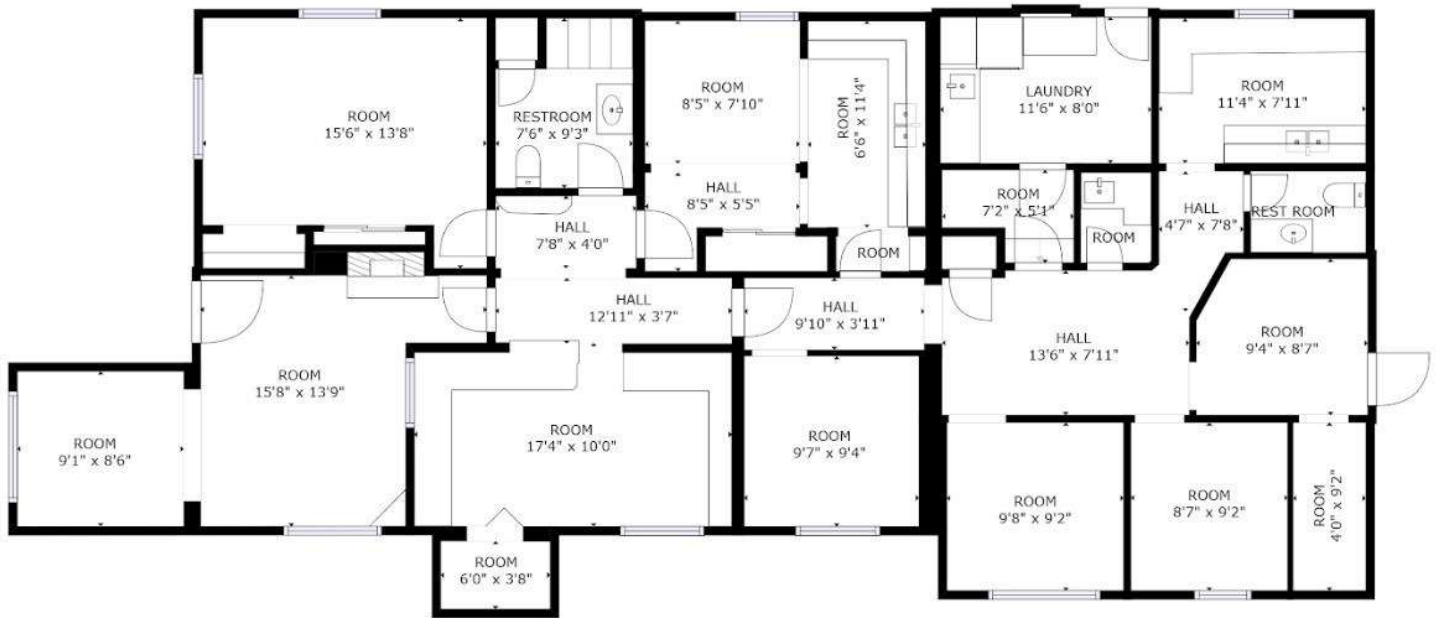 ROOM
15'6" x 13'8"
RESTROOM
7'6" x 9'3"
ROOM
8'5" x 7'10"
ROOM
6'6" x 11'4"
LAUNDRY
11'6" x 8'0"
ROOM
11'4" x 7'11"
HALL
8'5" x 5'5"
ROOM
7'2" x 5'1"
ROOM
HALL
4'7" x 7'8"
REST ROOM
HALL
7'8" x 4'0"
ROOM
HALL
12'11" x 3'7"
HALL
9'10" x 3'11"
HALL
13'6" x 7'11"
ROOM
9'4" x 8'7"
ROOM
15'8" x 13'9"
ROOM
9'1" x 8'6"
ROOM
17'4" x 10'0"
ROOM
9'7" x 9'4"
ROOM
9'8" x 9'2"
ROOM
8'7" x 9'2"
ROOM
4'0" x 9'2"
ROOM
6'0" x 3'8"